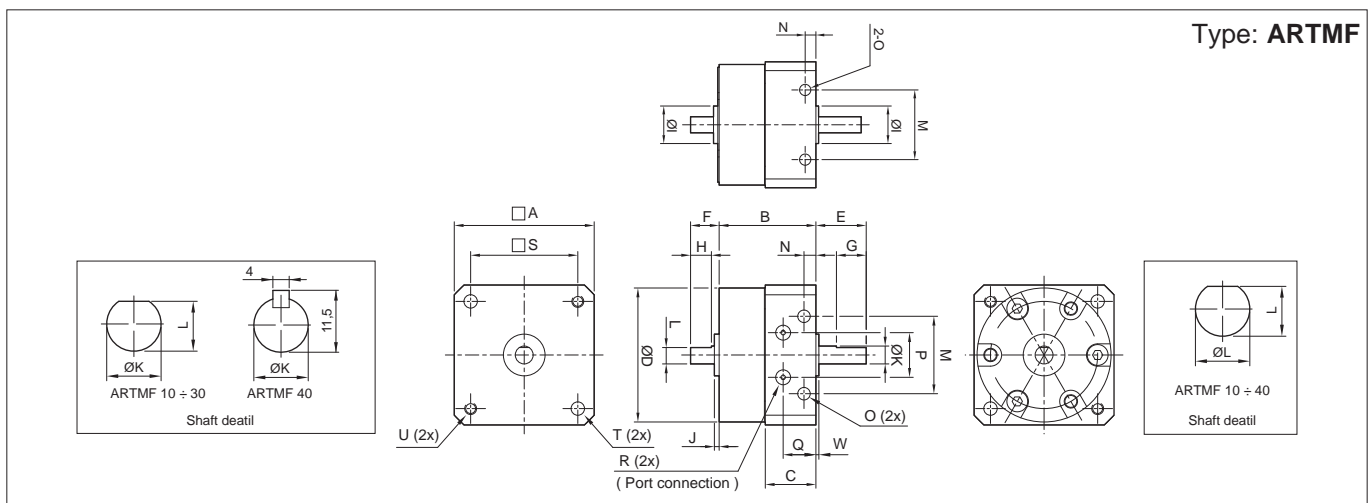 Type: ARTMF
N
2-O
ØI
ØI
M
□ A
□ S
U (2x)
T (2x)
F
B
E
H
N
G
L
ØD
ØK
P
M
J
Q
W
C
O (2x)
R (2x)
( Port connection )
4
11,5
L
ØK
ØK
ARTMF 10 ÷ 30
ARTMF 40
Shaft deatil
L
ØL
ARTMF 10 ÷ 40
Shaft deatil